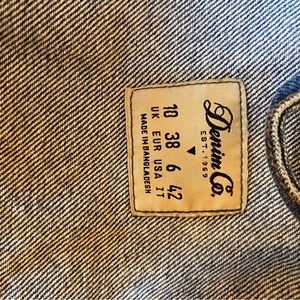 Denim Co.
EST. 1969
10 38 6 42
UK EUR USA IT
MADE IN BANGLADESH